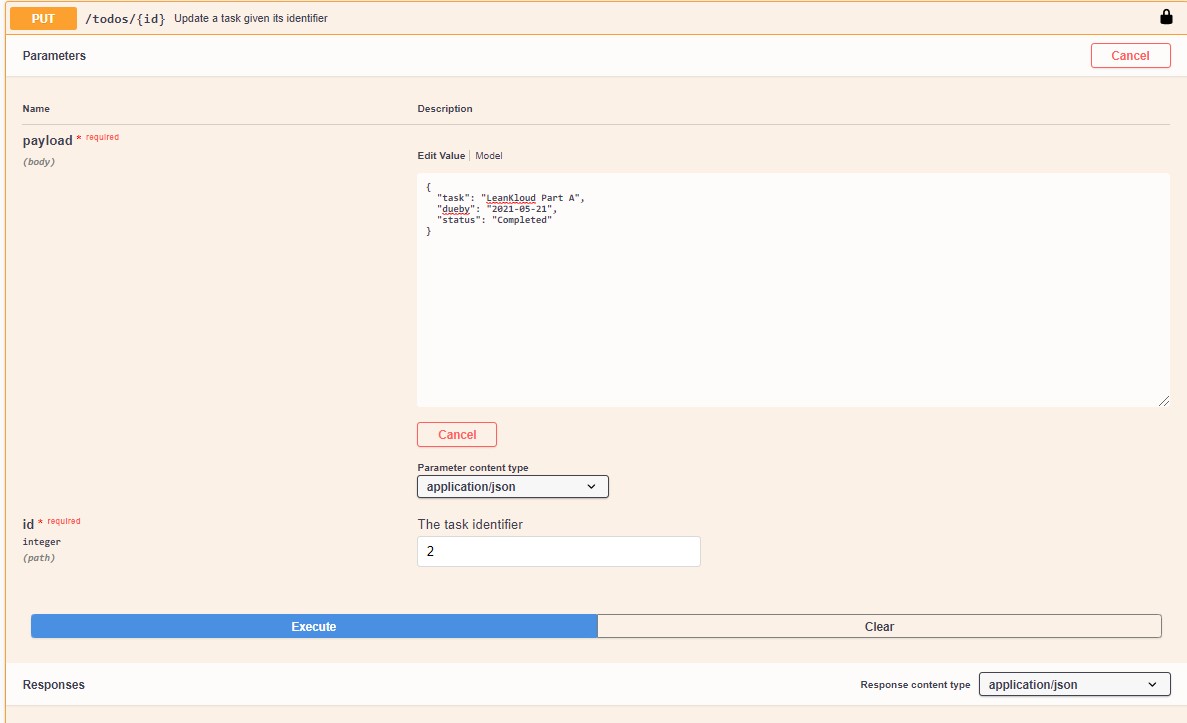 PUT /todos/{id} Update a task given its identifier
Parameters Cancel
Name Description
payload * required
(body)
Edit Value | Model
{
  "task": "LeanKloud Part A",
  "dueby": "2021-05-21",
  "status": "Completed"
}
Cancel
Parameter content type
application/json
id * required The task identifier
integer
(path)
2
Execute Clear
Responses Response content type application/json